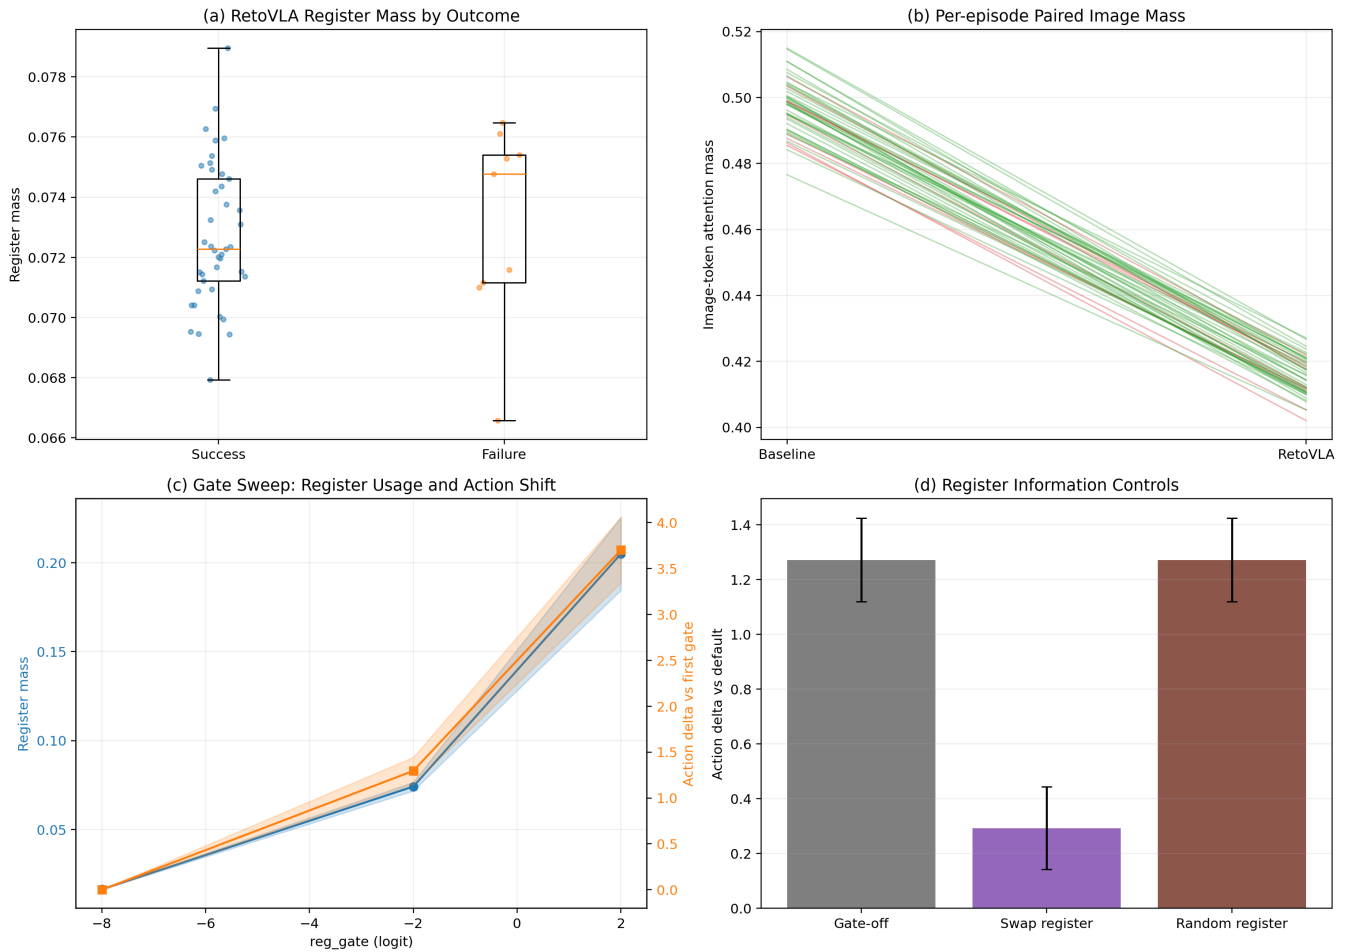 (a) RetoVLA Register Mass by Outcome
Register mass
0.078
0.076
0.074
0.072
0.070
0.068
0.066
Success
Failure
(b) Per-episode Paired Image Mass
Image-token attention mass
0.52
0.50
0.48
0.46
0.44
0.42
0.40
Baseline
RetoVLA
(c) Gate Sweep: Register Usage and Action Shift
Register mass
0.20
0.15
0.10
0.05
−8
−6
−4
−2
0
2
reg_gate (logit)
4.0
3.5
3.0
2.5
2.0
1.5
1.0
0.5
0.0
Action delta vs first gate
(d) Register Information Controls
Action delta vs default
1.4
1.2
1.0
0.8
0.6
0.4
0.2
0.0
Gate-off
Swap register
Random register